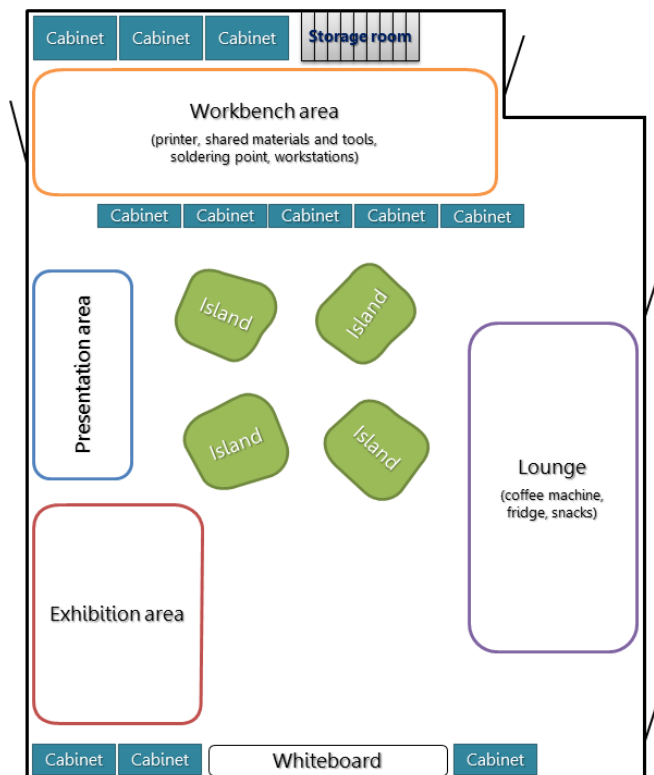 Cabinet
Cabinet
Cabinet
Storage room
Workbench area
(printer, shared materials and tools,
soldering point, workstations)
Cabinet
Cabinet
Cabinet
Cabinet
Cabinet
Presentation area
Island
Island
Island
Island
Lounge
(coffee machine,
fridge, snacks)
Exhibition area
Cabinet
Cabinet
Whiteboard
Cabinet